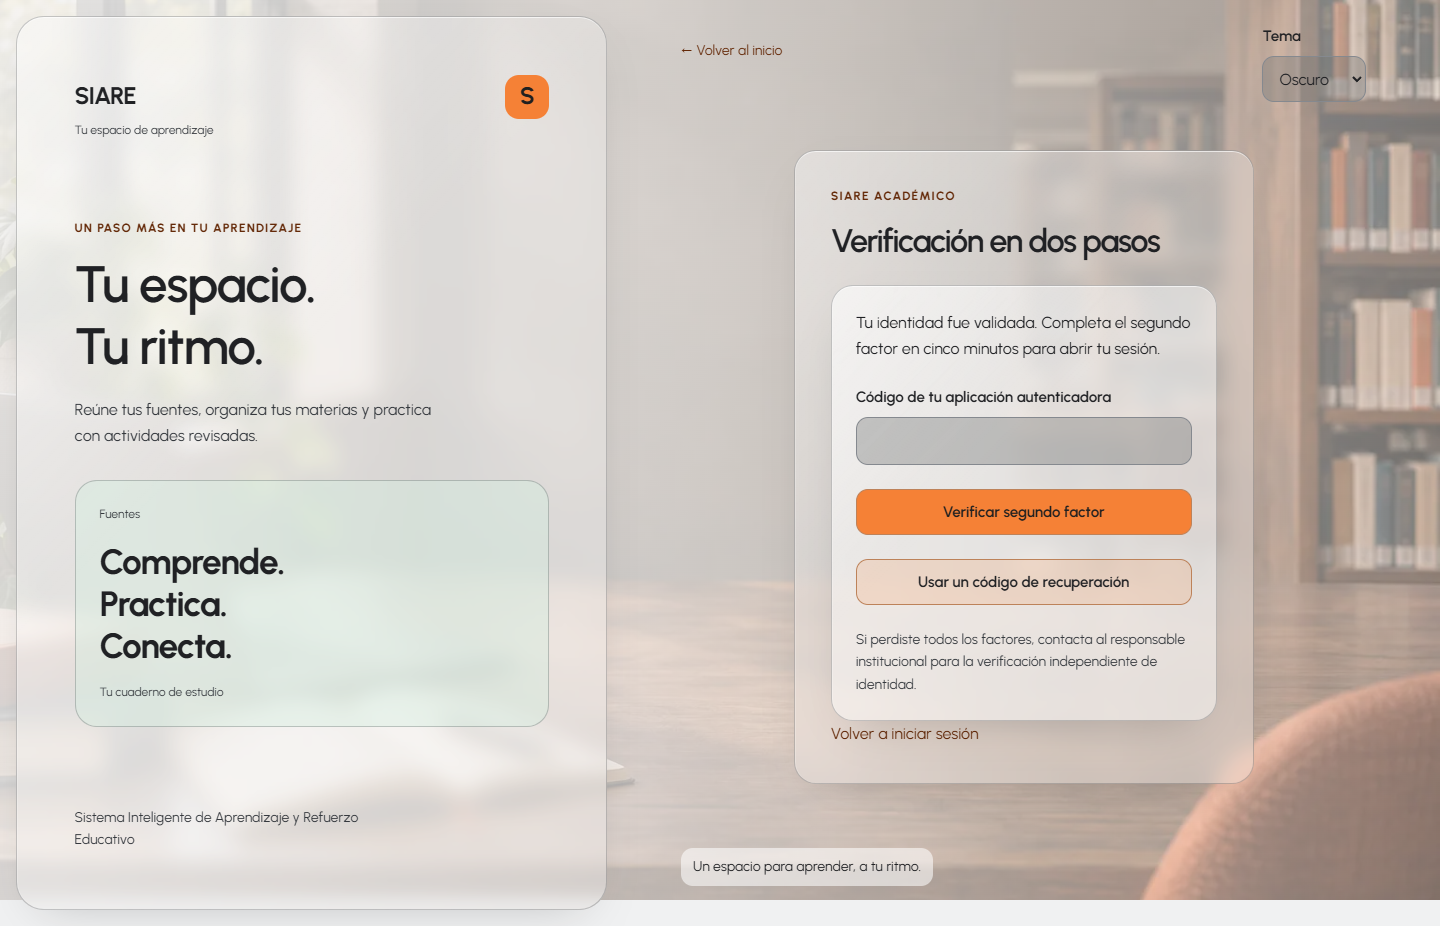 SIARE
S
Tu espacio de aprendizaje
UN PASO MÁS EN TU APRENDIZAJE
Tu espacio.
Tu ritmo.
Reúne tus fuentes, organiza tus materias y practica
con actividades revisadas.
Fuentes
Comprende.
Practica.
Conecta.
Tu cuaderno de estudio
Sistema Inteligente de Aprendizaje y Refuerzo
Educativo
← Volver al inicio
Tema
Oscuro
SIARE ACADÉMICO
Verificación en dos pasos
Tu identidad fue validada. Completa el segundo
factor en cinco minutos para abrir tu sesión.
Código de tu aplicación autenticadora
Verificar segundo factor
Usar un código de recuperación
Si perdiste todos los factores, contacta al responsable
institucional para la verificación independiente de
identidad.
Volver a iniciar sesión
Un espacio para aprender, a tu ritmo.